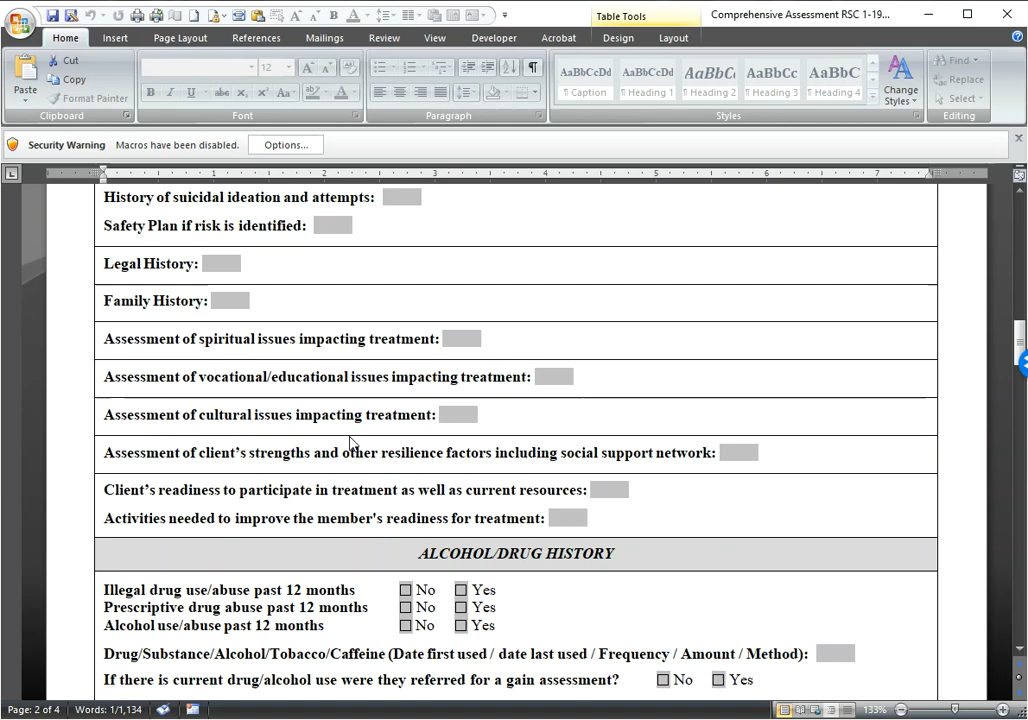 Table Tools
Comprehensive Assessment RSC 1-19...
Home Insert Page Layout References Mailings Review View Developer Acrobat Design Layout
Paste
Cut
Copy
Format Painter
Clipboard
12
Font
Paragraph
AaBbCcDd AaBbCcDd AaBbC AaBbCc AaBbC
¶ Caption ¶ Heading 1 ¶ Heading 2 ¶ Heading 3 ¶ Heading 4
Change Styles
Styles
Find
Replace
Select
Editing
Security Warning Macros have been disabled. Options...
1 2 3 4 5 6 7
History of suicidal ideation and attempts:
Safety Plan if risk is identified:
Legal History:
Family History:
Assessment of spiritual issues impacting treatment:
Assessment of vocational/educational issues impacting treatment:
Assessment of cultural issues impacting treatment:
Assessment of client's strengths and other resilience factors including social support network:
Client's readiness to participate in treatment as well as current resources:
Activities needed to improve the member's readiness for treatment:
ALCOHOL/DRUG HISTORY
Illegal drug use/abuse past 12 months No Yes
Prescriptive drug abuse past 12 months No Yes
Alcohol use/abuse past 12 months No Yes
Drug/Substance/Alcohol/Tobacco/Caffeine (Date first used / date last used / Frequency / Amount / Method):
If there is current drug/alcohol use were they referred for a gain assessment? No Yes
Page: 2 of 4 Words: 1/1,134 133%